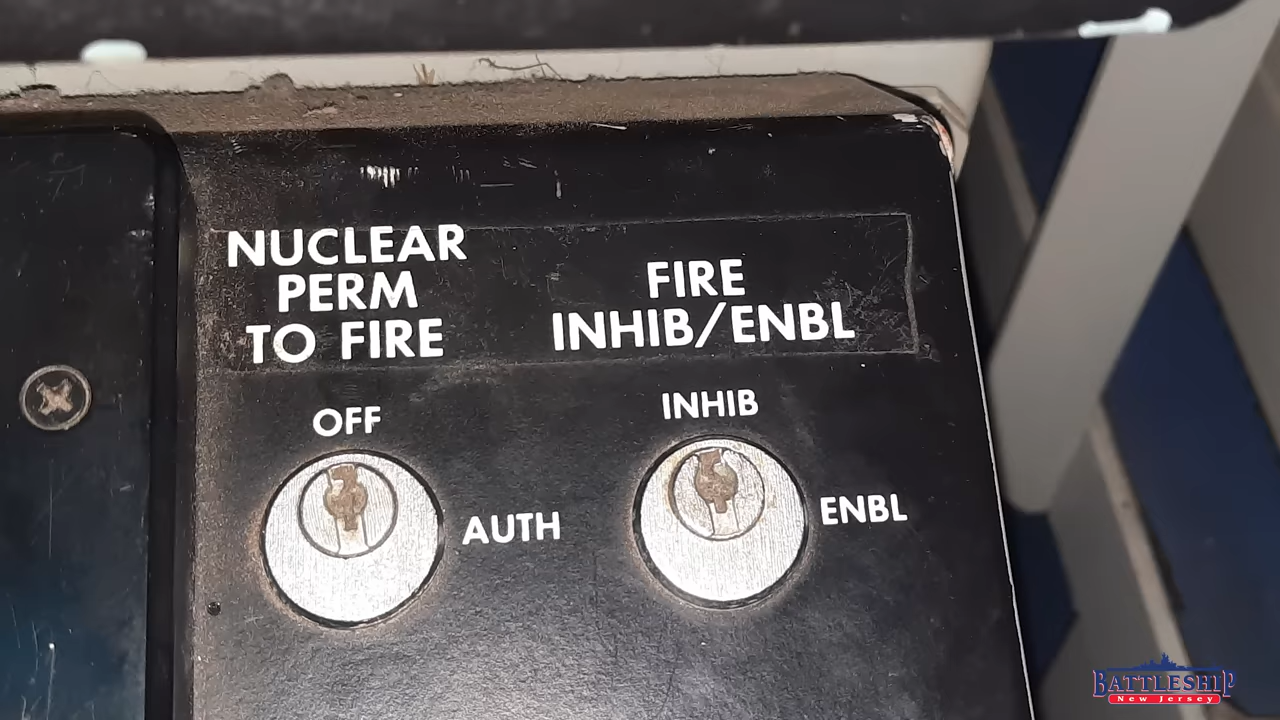 NUCLEAR
PERM
TO FIRE
FIRE
INHIB/ENBL
OFF
AUTH
INHIB
ENBL
BATTLESHIP
New Jersey